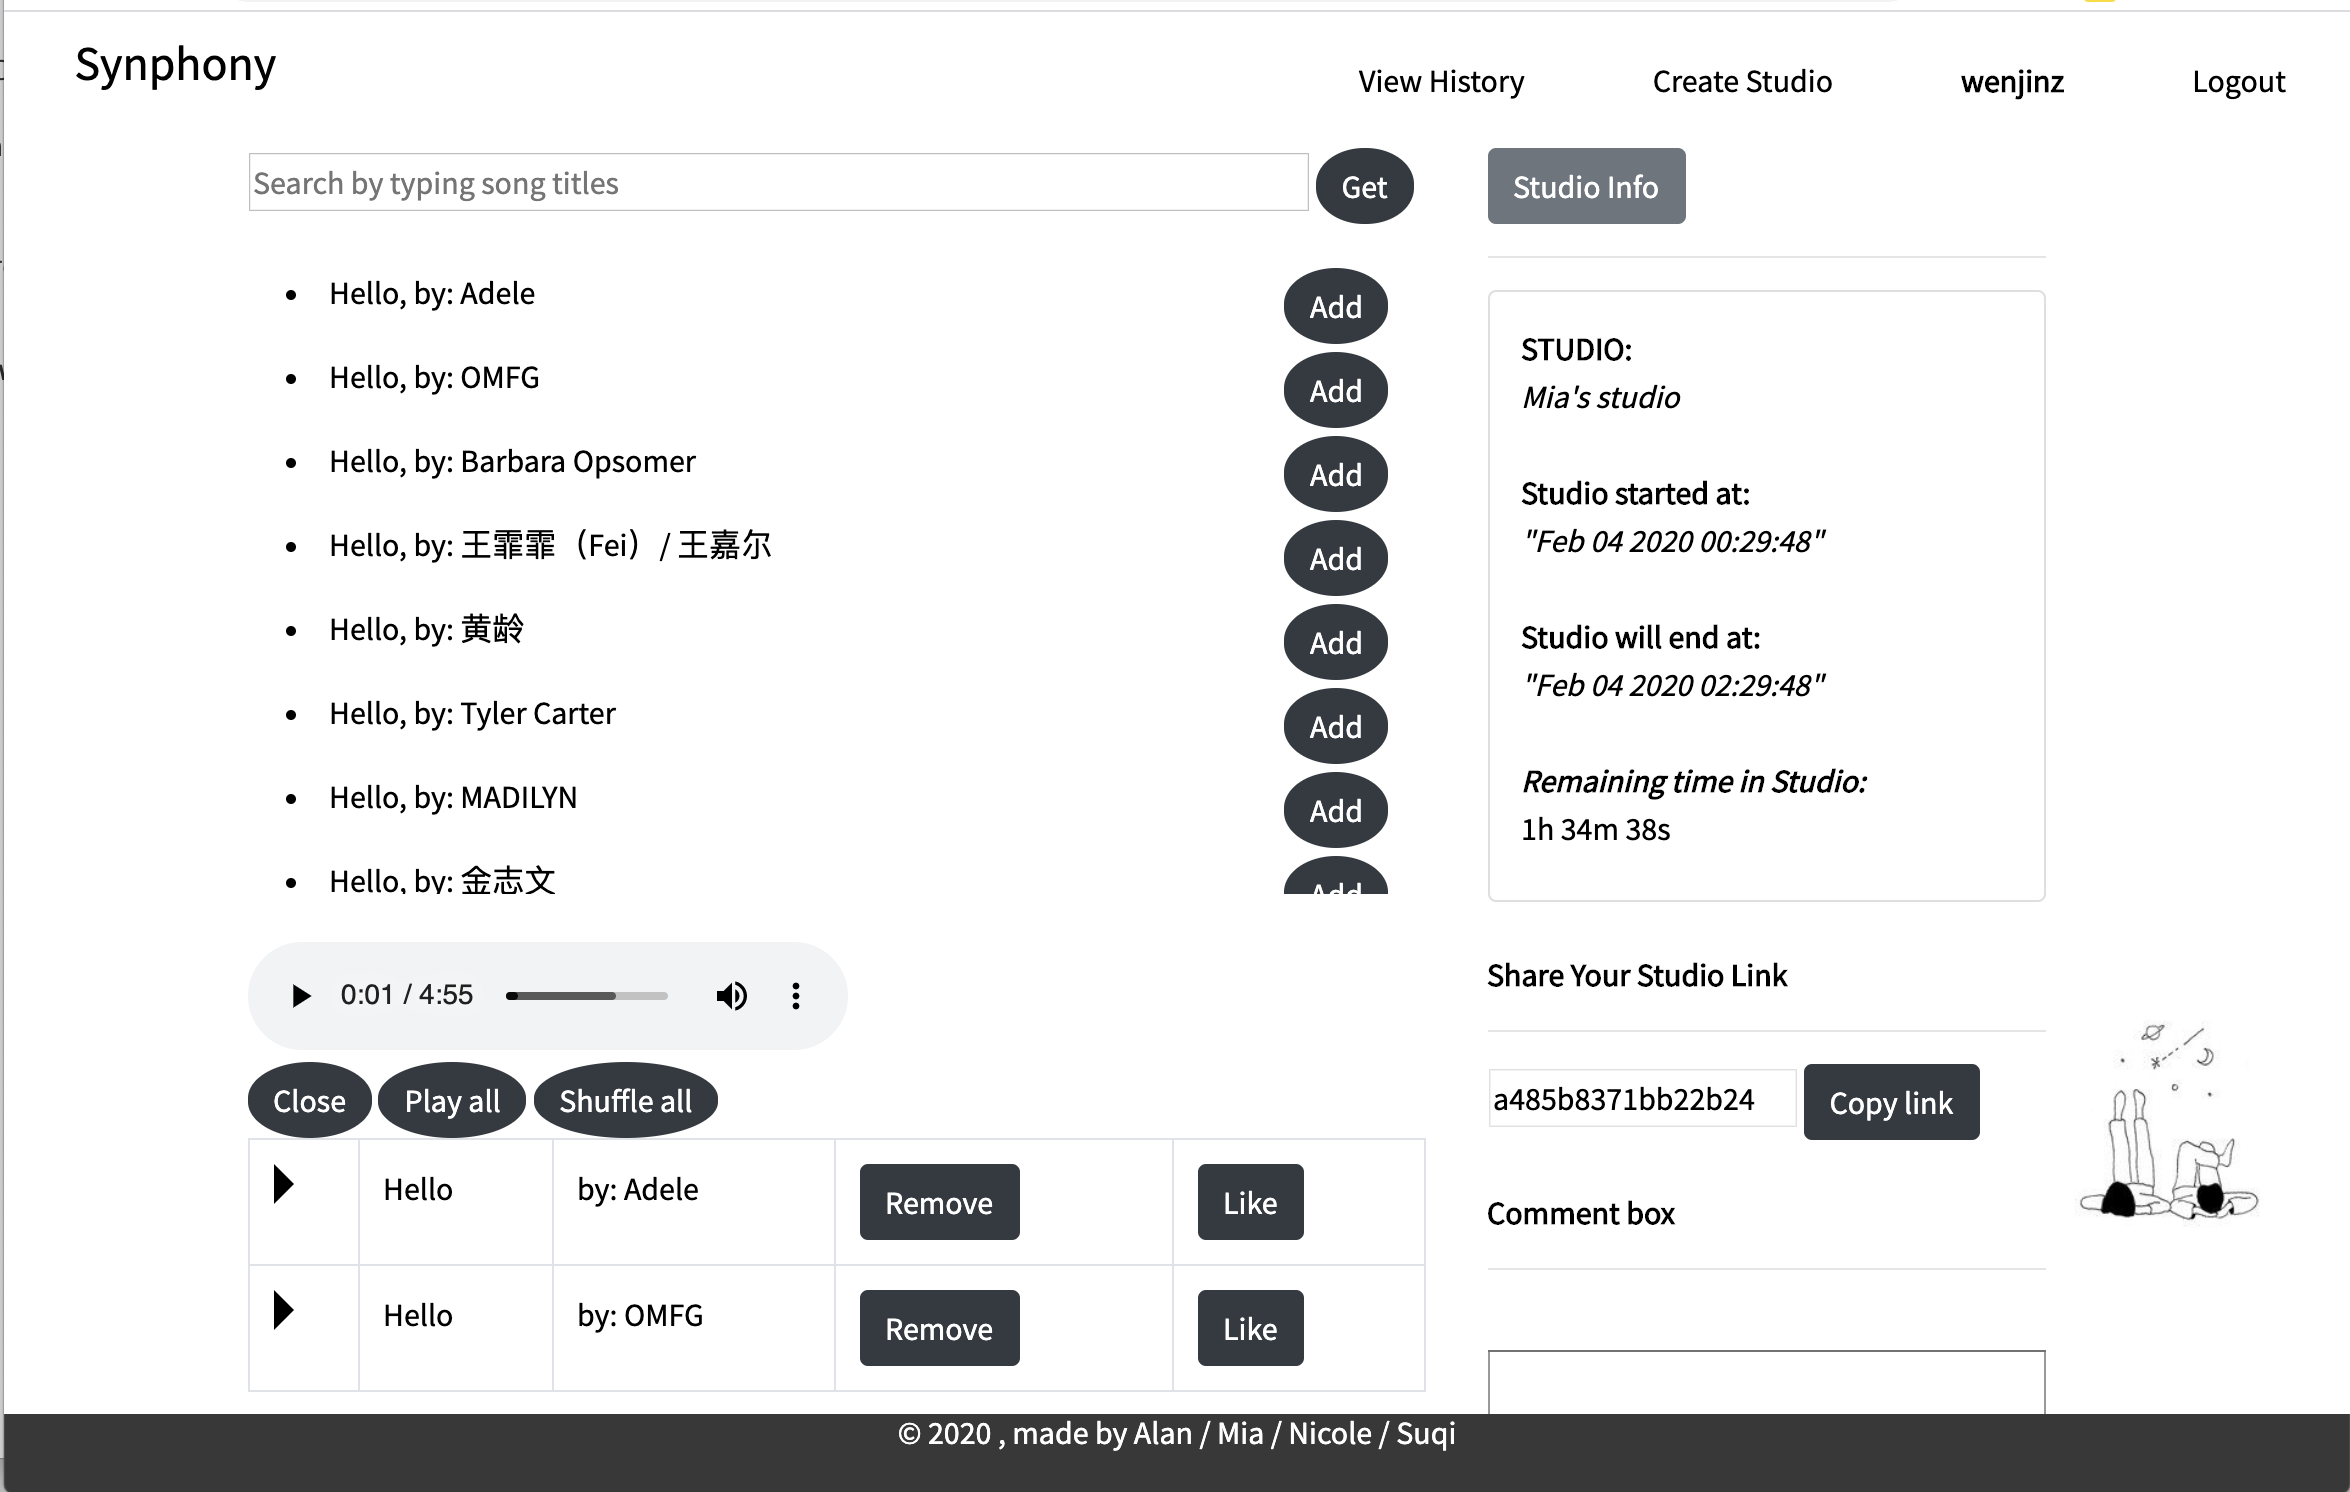 Synphony
View History
Create Studio
wenjinz
Logout
Search by typing song titles
Get
Hello, by: Adele
Add
Hello, by: OMFG
Add
Hello, by: Barbara Opsomer
Add
Hello, by: 王霏霏（Fei）/ 王嘉尔
Add
Hello, by: 黄龄
Add
Hello, by: Tyler Carter
Add
Hello, by: MADILYN
Add
Hello, by: 金志文
Add
0:01 / 4:55
Close
Play all
Shuffle all
Hello
by: Adele
Remove
Like
Hello
by: OMFG
Remove
Like
Studio Info
STUDIO:
Mia's studio
Studio started at:
"Feb 04 2020 00:29:48"
Studio will end at:
"Feb 04 2020 02:29:48"
Remaining time in Studio:
1h 34m 38s
Share Your Studio Link
a485b8371bb22b24
Copy link
Comment box
© 2020 , made by Alan / Mia / Nicole / Suqi